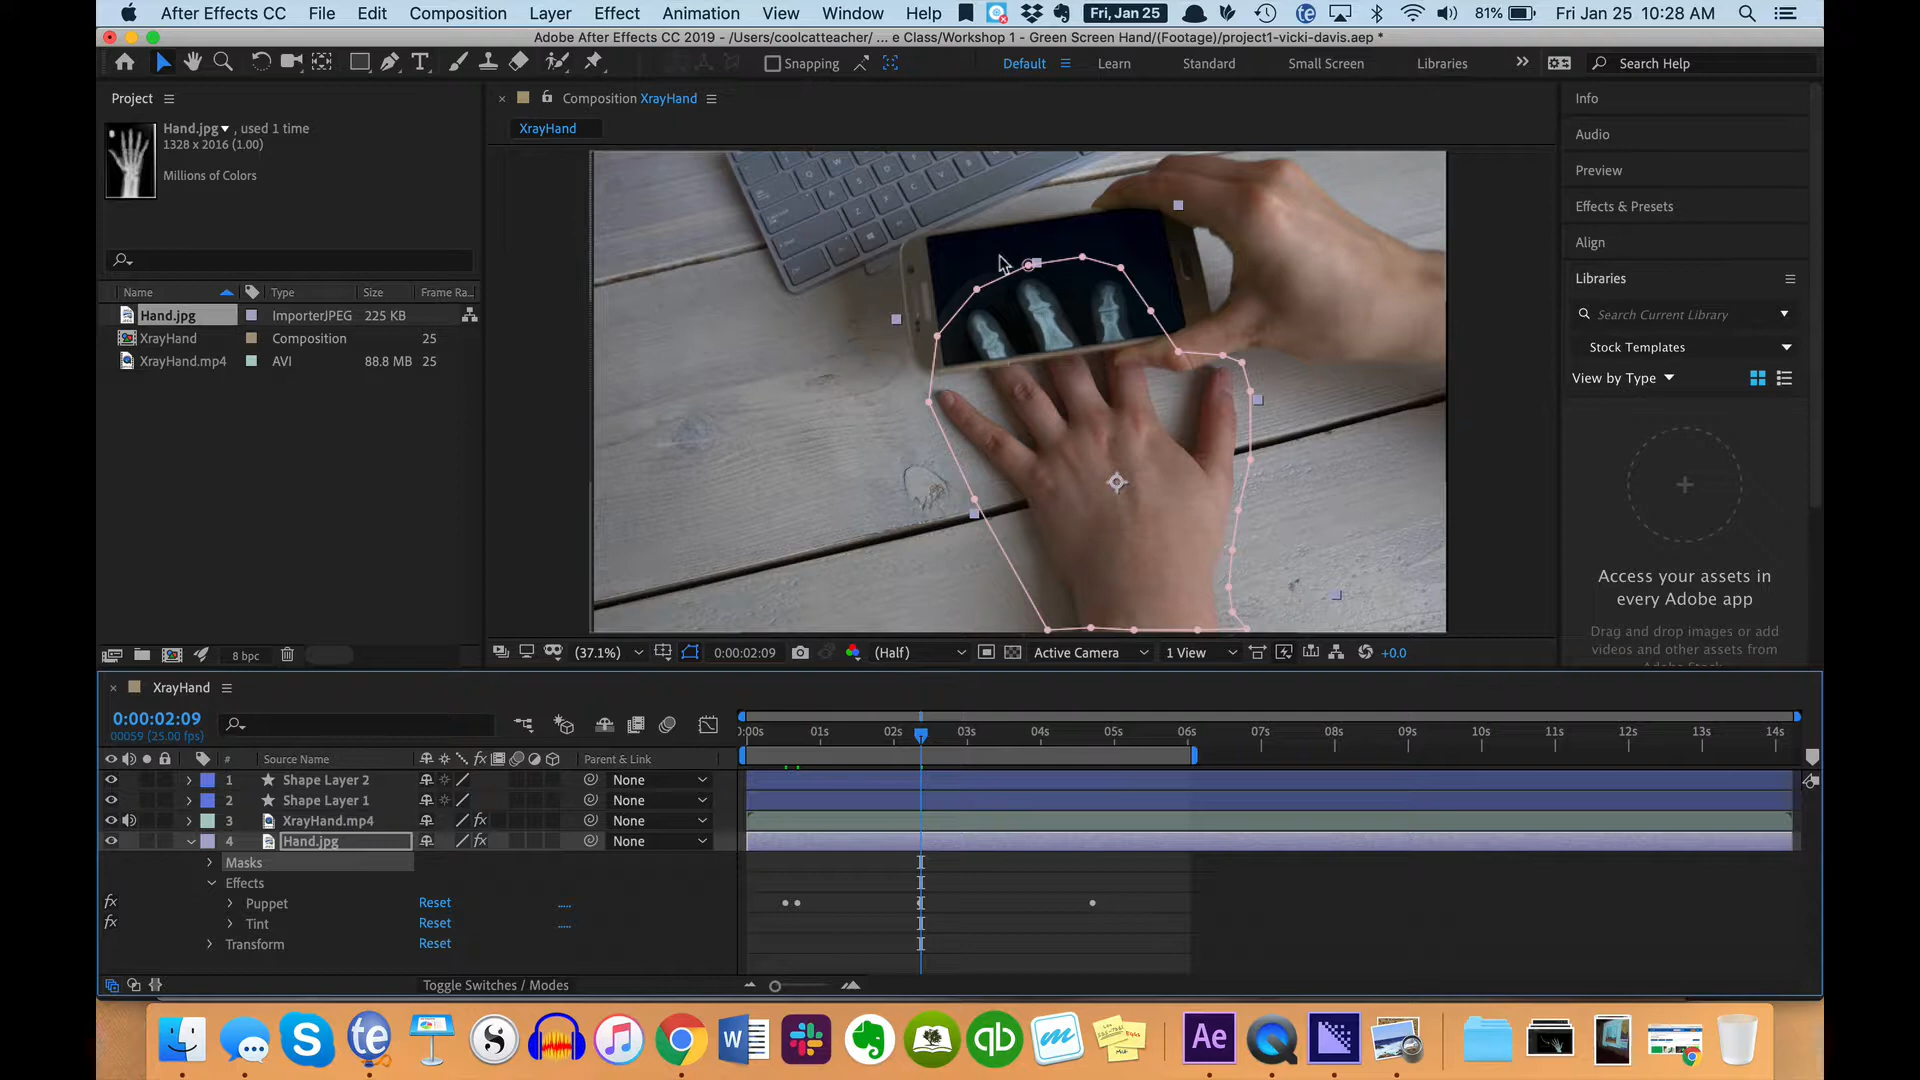 After Effects CC File Edit Composition Layer Effect Animation View Window Help Fri, Jan 25 81% Fri Jan 25 10:28 AM
Adobe After Effects CC 2019 - /Users/coolcatteacher/ ... e Class/Workshop 1 - Green Screen Hand/(Footage)/project1-vicki-davis.aep *
Snapping Default Learn Standard Small Screen Libraries Search Help
Project
Hand.jpg , used 1 time
1328 x 2016 (1.00)
Millions of Colors
Name Type Size Frame Ra...
Hand.jpg ImporterJPEG 225 KB
XrayHand Composition 25
XrayHand.mp4 AVI 88.8 MB 25
8 bpc
Composition XrayHand
XrayHand
(37.1%) 0:00:02:09 (Half) Active Camera 1 View +0.0
Info
Audio
Preview
Effects & Presets
Align
Libraries
Search Current Library
Stock Templates
View by Type
Access your assets in
every Adobe app
Drag and drop images or add
videos and other assets from
XrayHand
0:00:02:09
00059 (25.00 fps)
:00s 01s 02s 03s 04s 05s 06s 07s 08s 09s 10s 11s 12s 13s 14s
# Source Name fx Parent & Link
1 Shape Layer 2 None
2 Shape Layer 1 None
3 XrayHand.mp4 fx None
4 Hand.jpg fx None
Masks
Effects
fx Puppet Reset .....
fx Tint Reset .....
Transform Reset
Toggle Switches / Modes
S te S W qb Ae